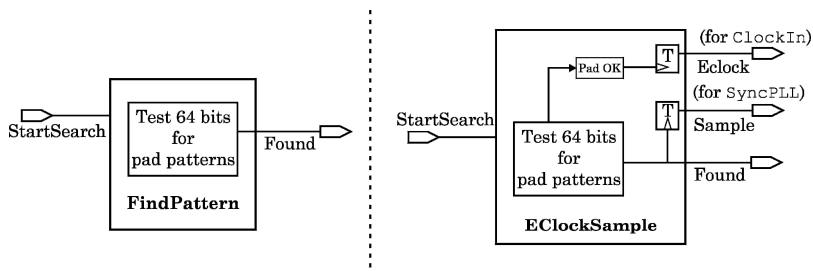 StartSearch
Test 64 bits
for
pad patterns
Found
FindPattern
(for ClockIn)
T
Pad OK
Eclock
(for SyncPLL)
StartSearch
T
Sample
Test 64 bits
for
pad patterns
Found
EClockSample